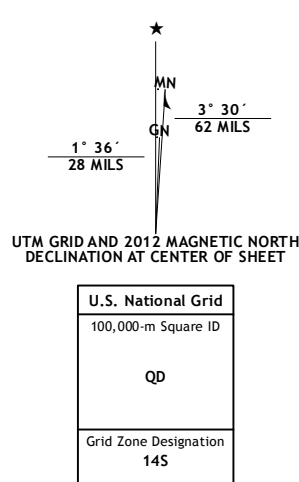 ★
MN
3° 30´
62 MILS
GN
1° 36´
28 MILS
UTM GRID AND 2012 MAGNETIC NORTH
DECLINATION AT CENTER OF SHEET
U.S. National Grid
100,000-m Square ID
QD
Grid Zone Designation
14S